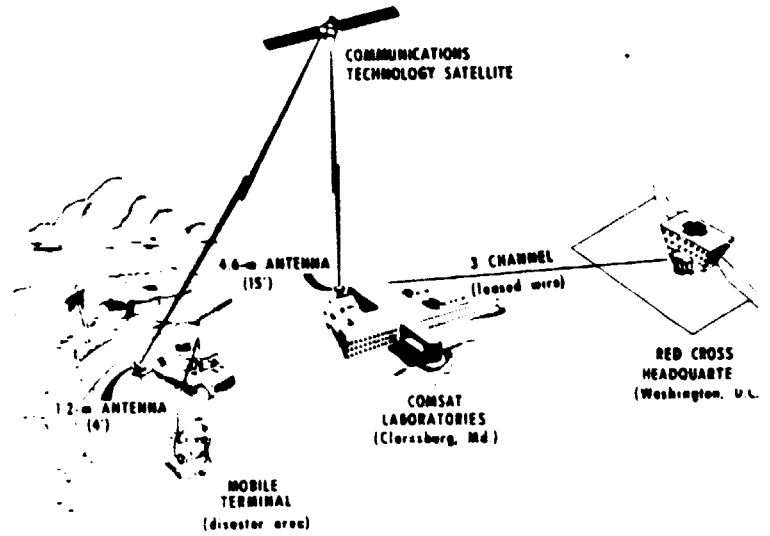 COMMUNICATIONS
TECHNOLOGY SATELLITE
4.6-m ANTENNA
(15')
3 CHANNEL
(leased wire)
RED CROSS
HEADQUARTE
(Washington, D.C.
1.2-m ANTENNA
(4')
COMSAT
LABORATORIES
(Clarksburg, Md.)
MOBILE
TERMINAL
(disaster area)